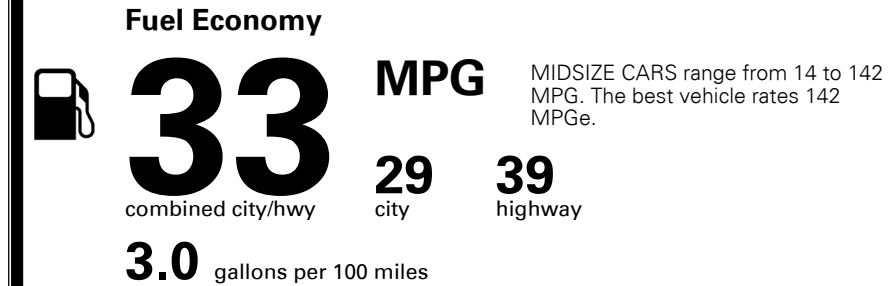 Fuel Economy
33
MPG
MIDSIZE CARS range from 14 to 142
MPG. The best vehicle rates 142
MPGe.
combined city/hwy
29
city
39
highway
3.0 gallons per 100 miles